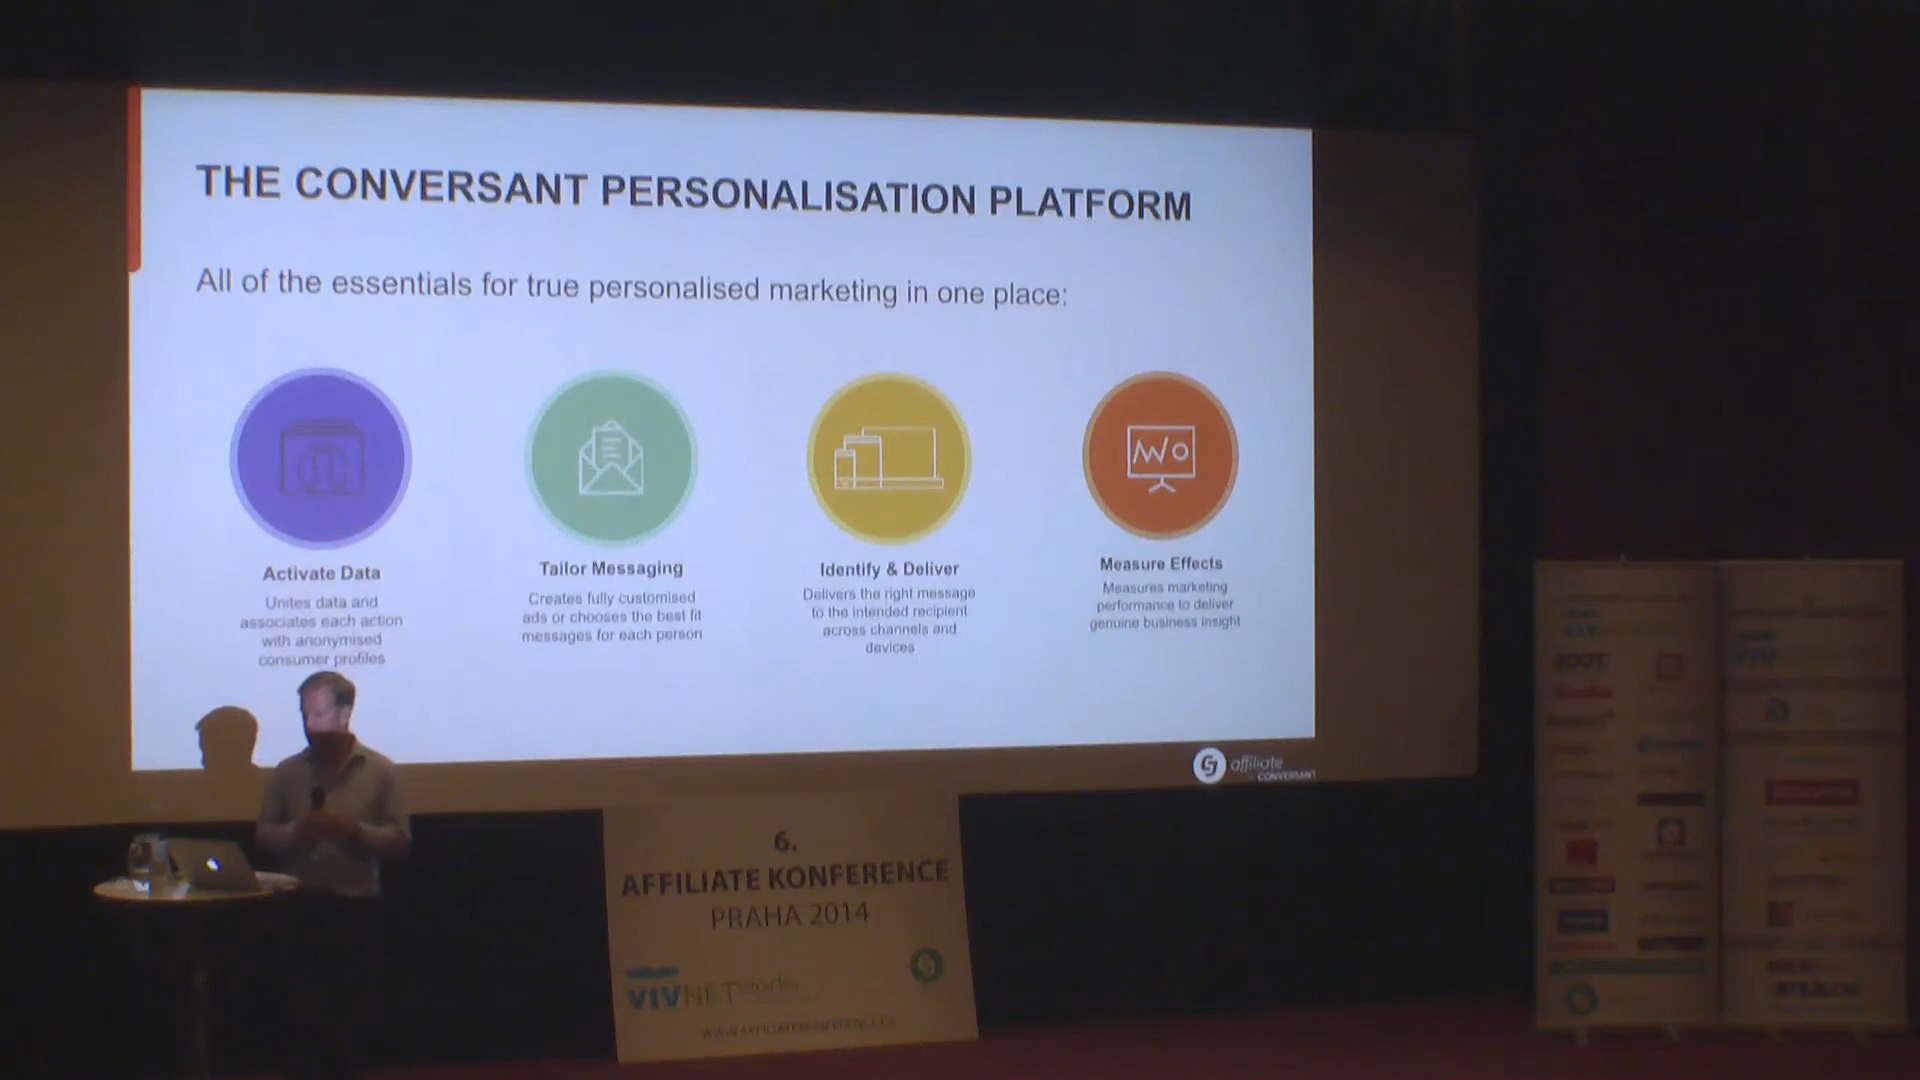 THE CONVERSANT PERSONALISATION PLATFORM
All of the essentials for true personalised marketing in one place:
Activate Data
Unites data and
associates each action
with anonymised
consumer profiles
Tailor Messaging
Creates fully customised
ads or chooses the best fit
messages for each person
Identify & Deliver
Delivers the right message
to the intended recipient
across channels and
devices
Measure Effects
Measures marketing
performance to deliver
genuine business insight
affiliate
CONVERSANT
6.
AFFILIATE KONFERENCE
PRAHA 2014
VIVNETworks